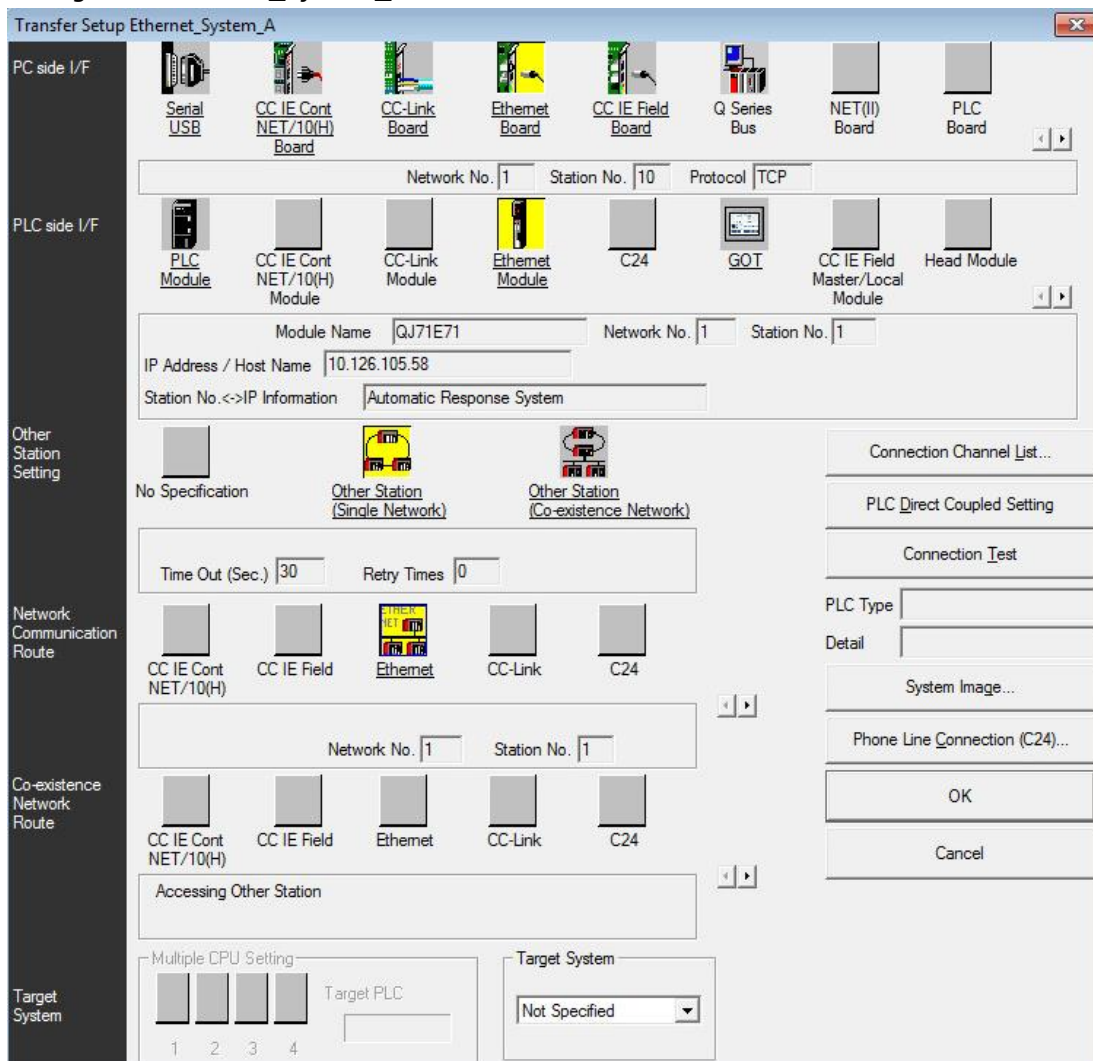 Transfer Setup Ethernet_System_A
PC side I/F
Serial
USB
CC IE Cont
NET/10(H)
Board
CC-Link
Board
Ethernet
Board
CC IE Field
Board
Q Series
Bus
NET(II)
Board
PLC
Board
Network No. 1 Station No. 10 Protocol TCP
PLC side I/F
PLC
Module
CC IE Cont
NET/10(H)
Module
CC-Link
Module
Ethernet
Module
C24
GOT
CC IE Field
Master/Local
Module
Head Module
Module Name QJ71E71 Network No. 1 Station No. 1
IP Address / Host Name 10.126.105.58
Station No.<->IP Information Automatic Response System
Other
Station
Setting
No Specification
Other Station
(Single Network)
Other Station
(Co-existence Network)
Time Out (Sec.) 30 Retry Times 0
Connection Channel List...
PLC Direct Coupled Setting
Connection Test
PLC Type
Detail
System Image...
Phone Line Connection (C24)...
OK
Cancel
Network
Communication
Route
CC IE Cont
NET/10(H)
CC IE Field
ETHER
NET
Ethernet
CC-Link
C24
Network No. 1 Station No. 1
Co-existence
Network
Route
CC IE Cont
NET/10(H)
CC IE Field
Ethernet
CC-Link
C24
Accessing Other Station
Target
System
Multiple CPU Setting
1 2 3 4
Target PLC
Target System
Not Specified